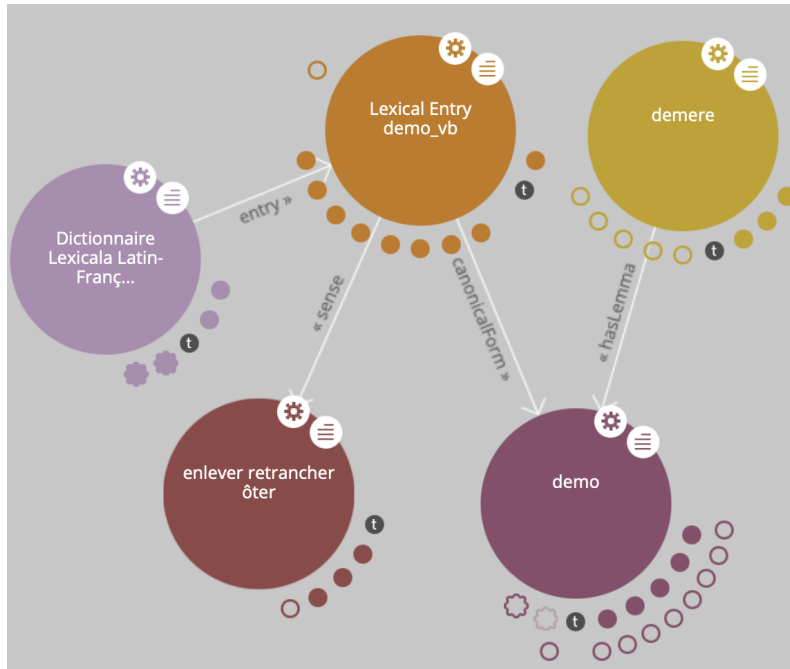 Lexical Entry
demo_vb
demere
t
t
entry »
Dictionnaire
Lexicala Latin-
Franç...
t
« sense
canonicalForm »
« hasLemma
enlever retrancher
ôter
t
demo
t